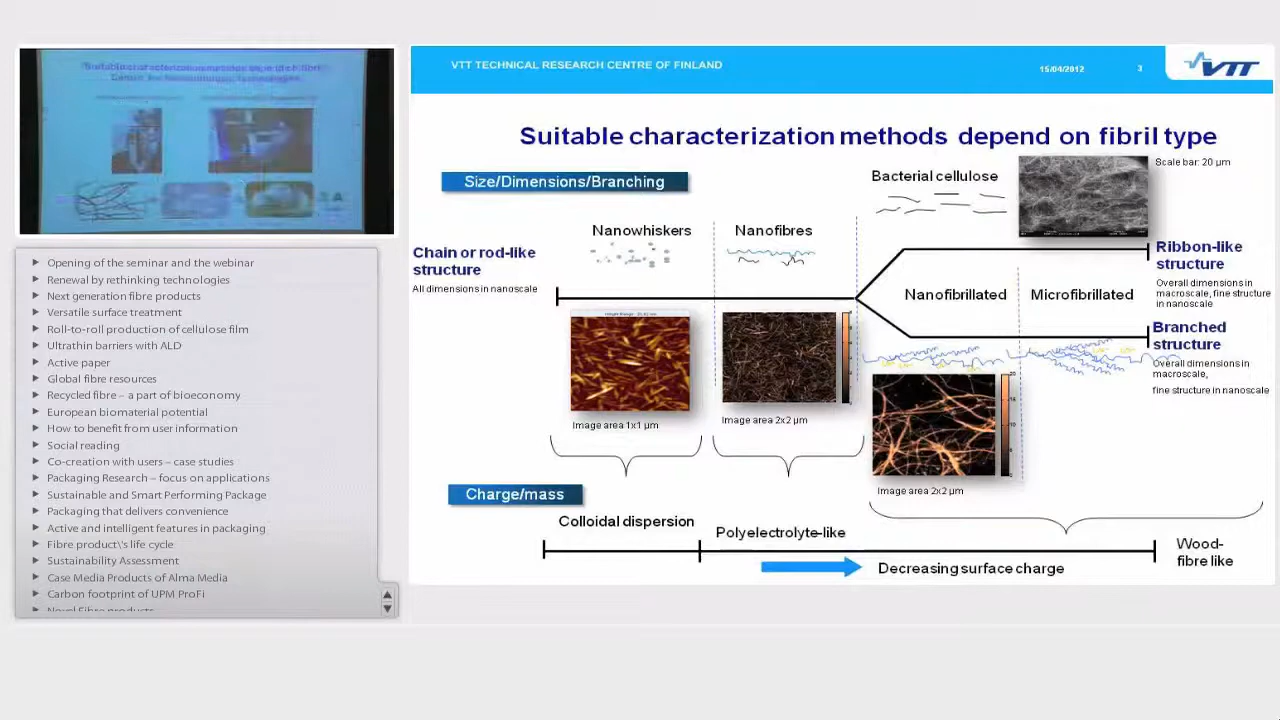 Opening of the seminar and the webinar
Renewal by rethinking technologies
Next generation fibre products
Versatile surface treatment
Roll-to-roll production of cellulose film
Ultrathin barriers with ALD
Active paper
Global fibre resources
Recycled fibre – a part of bioeconomy
European biomaterial potential
How to benefit from user information
Social reading
Co-creation with users – case studies
Packaging Research – focus on applications
Sustainable and Smart Performing Package
Packaging that delivers convenience
Active and intelligent features in packaging
Fibre product\'s life cycle
Sustainability Assessment
Case Media Products of Alma Media
Carbon footprint of UPM ProFi
Novel Fibre products
VTT TECHNICAL RESEARCH CENTRE OF FINLAND
15/04/2012
3
VTT
Suitable characterization methods depend on fibril type
Size/Dimensions/Branching
Bacterial cellulose
Scale bar: 20 µm
Nanowhiskers
Nanofibres
Chain or rod-like
structure
All dimensions in nanoscale
Ribbon-like
structure
Overall dimensions in
macroscale, fine structure
in nanoscale
Nanofibrillated
Microfibrillated
Branched
structure
Overall dimensions in
macroscale,
fine structure in nanoscale
Image area 1x1 µm
Image area 2x2 µm
Image area 2x2 µm
Charge/mass
Colloidal dispersion
Polyelectrolyte-like
Wood-
fibre like
Decreasing surface charge